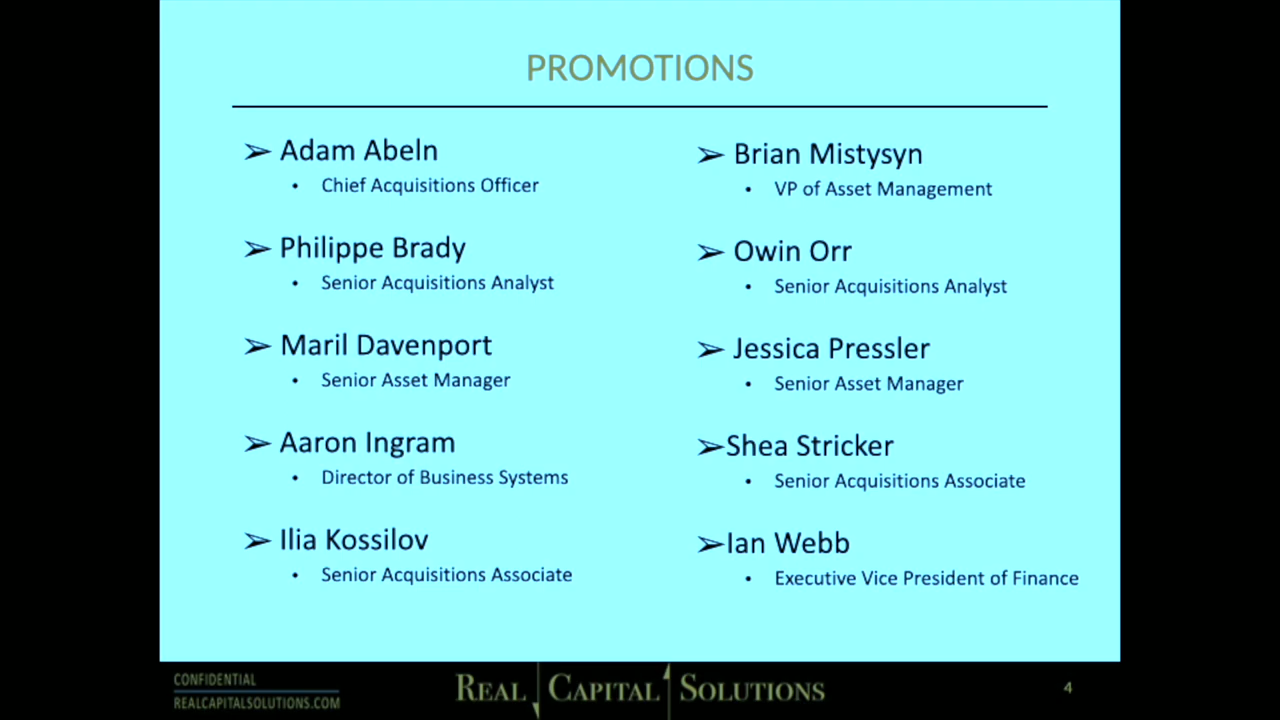 PROMOTIONS
➢ Adam Abeln
• Chief Acquisitions Officer
➢ Philippe Brady
• Senior Acquisitions Analyst
➢ Maril Davenport
• Senior Asset Manager
➢ Aaron Ingram
• Director of Business Systems
➢ Ilia Kossilov
• Senior Acquisitions Associate
➢ Brian Mistysyn
• VP of Asset Management
➢ Owin Orr
• Senior Acquisitions Analyst
➢ Jessica Pressler
• Senior Asset Manager
➢Shea Stricker
• Senior Acquisitions Associate
➢Ian Webb
• Executive Vice President of Finance
CONFIDENTIAL
REALCAPITALSOLUTIONS.COM
REAL CAPITAL SOLUTIONS
4